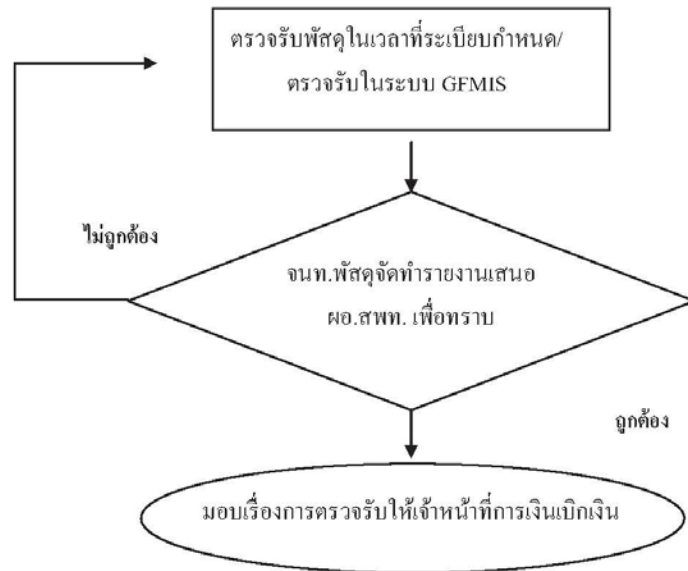 ตรวจรับพัสดุในเวลาที่ระเบียบกำหนด/
ตรวจรับในระบบ GFMIS
ไม่ถูกต้อง
จนท.พัสดุจัดทำรายงานเสนอ
ผอ.สพท. เพื่อทราบ
ถูกต้อง
มอบเรื่องการตรวจรับให้เจ้าหน้าที่การเงินเบิกเงิน